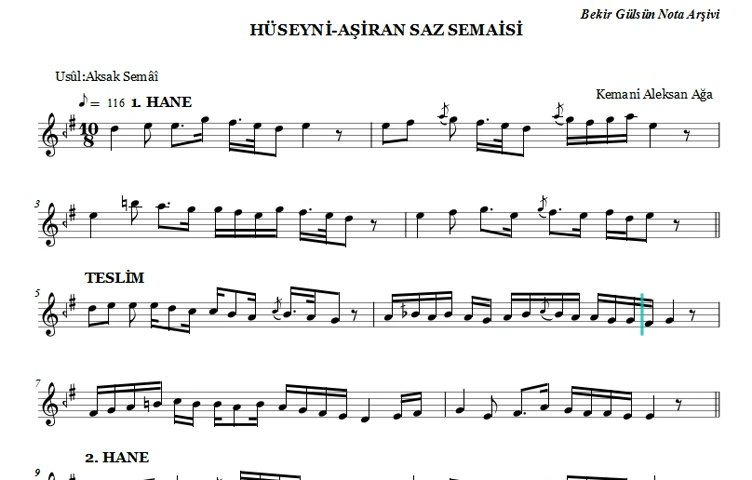 Bekir Gülsün Nota Arşivi
HÜSEYNİ-AŞİRAN SAZ SEMAİSİ
Usûl:Aksak Semâî
♪= 116 1. HANE
Kemani Aleksan Ağa
10
8
3
TESLİM
5
7
2. HANE
9